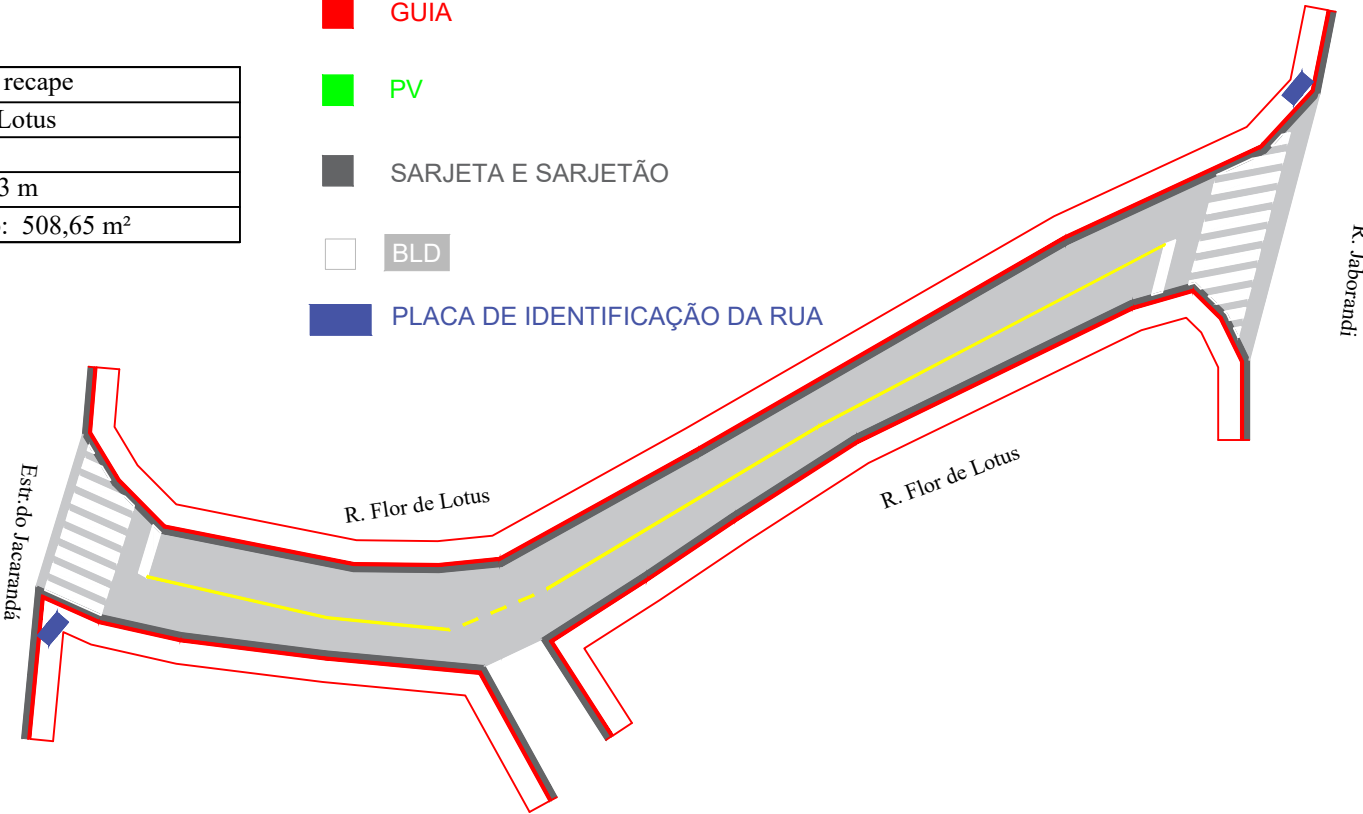 GUIA
recape
Lotus
3 m
: 508,65 m²
PV
SARJETA E SARJETÃO
BLD
PLACA DE IDENTIFICAÇÃO DA RUA
R. Jaborandi
Estr.do Jacarandá
R. Flor de Lotus
R. Flor de Lotus